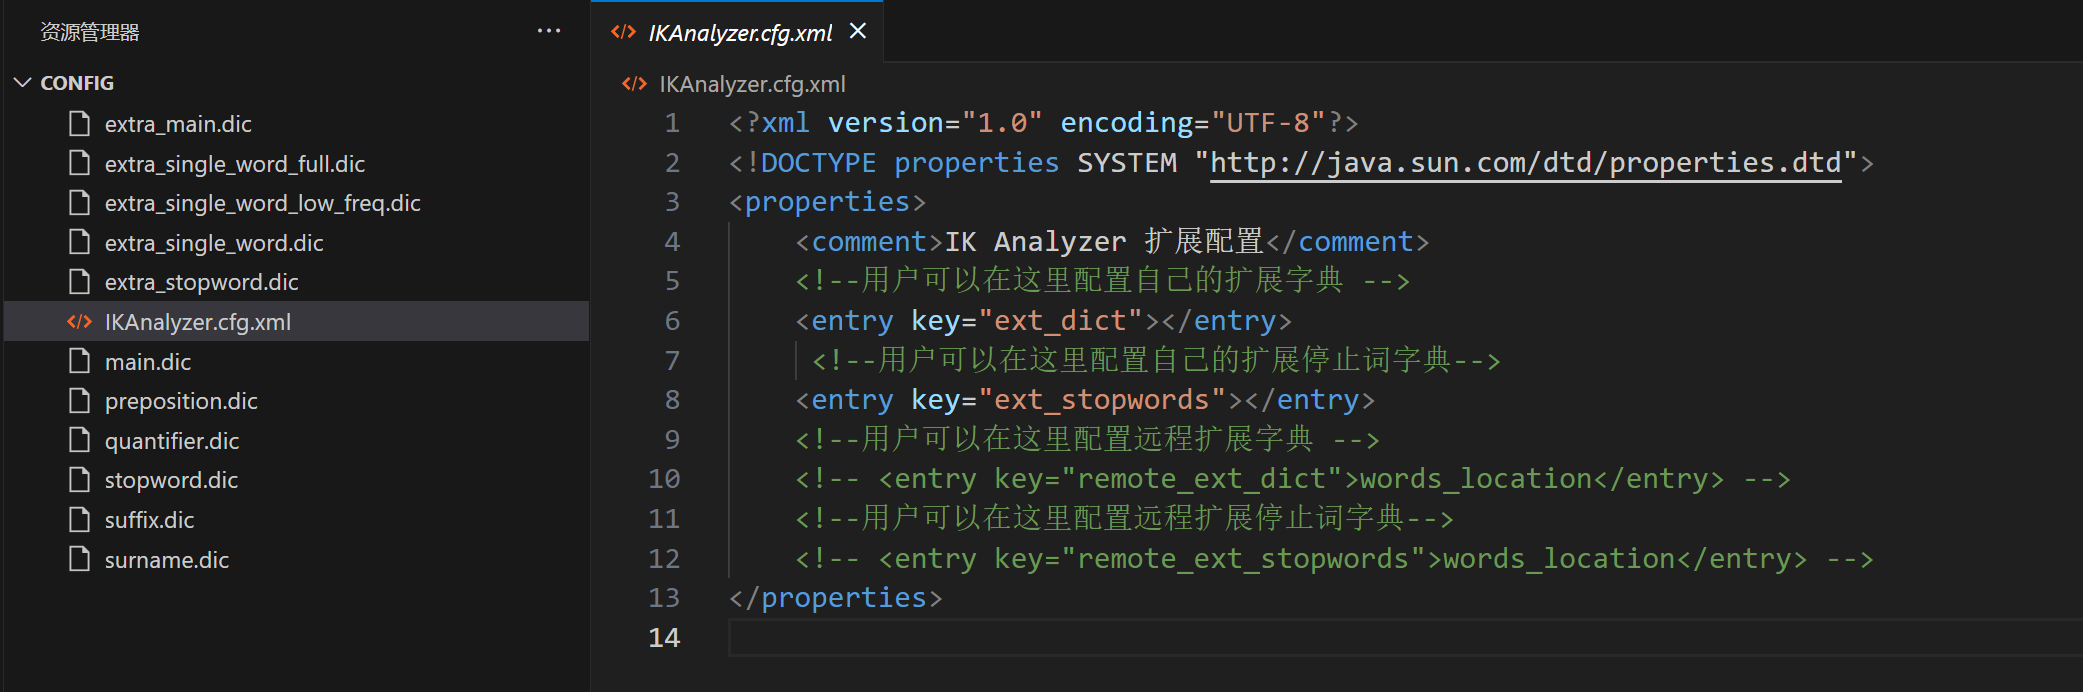 资源管理器
CONFIG
extra_main.dic
extra_single_word_full.dic
extra_single_word_low_freq.dic
extra_single_word.dic
extra_stopword.dic
IKAnalyzer.cfg.xml
main.dic
preposition.dic
quantifier.dic
stopword.dic
suffix.dic
surname.dic
IKAnalyzer.cfg.xml
IKAnalyzer.cfg.xml
1 <?xml version="1.0" encoding="UTF-8"?>
2 <!DOCTYPE properties SYSTEM "http://java.sun.com/dtd/properties.dtd">
3 <properties>
4 <comment>IK Analyzer 扩展配置</comment>
5 <!--用户可以在这里配置自己的扩展字典 -->
6 <entry key="ext_dict"></entry>
7 <!--用户可以在这里配置自己的扩展停止词字典-->
8 <entry key="ext_stopwords"></entry>
9 <!--用户可以在这里配置远程扩展字典 -->
10 <!-- <entry key="remote_ext_dict">words_location</entry> -->
11 <!--用户可以在这里配置远程扩展停止词字典-->
12 <!-- <entry key="remote_ext_stopwords">words_location</entry> -->
13 </properties>
14